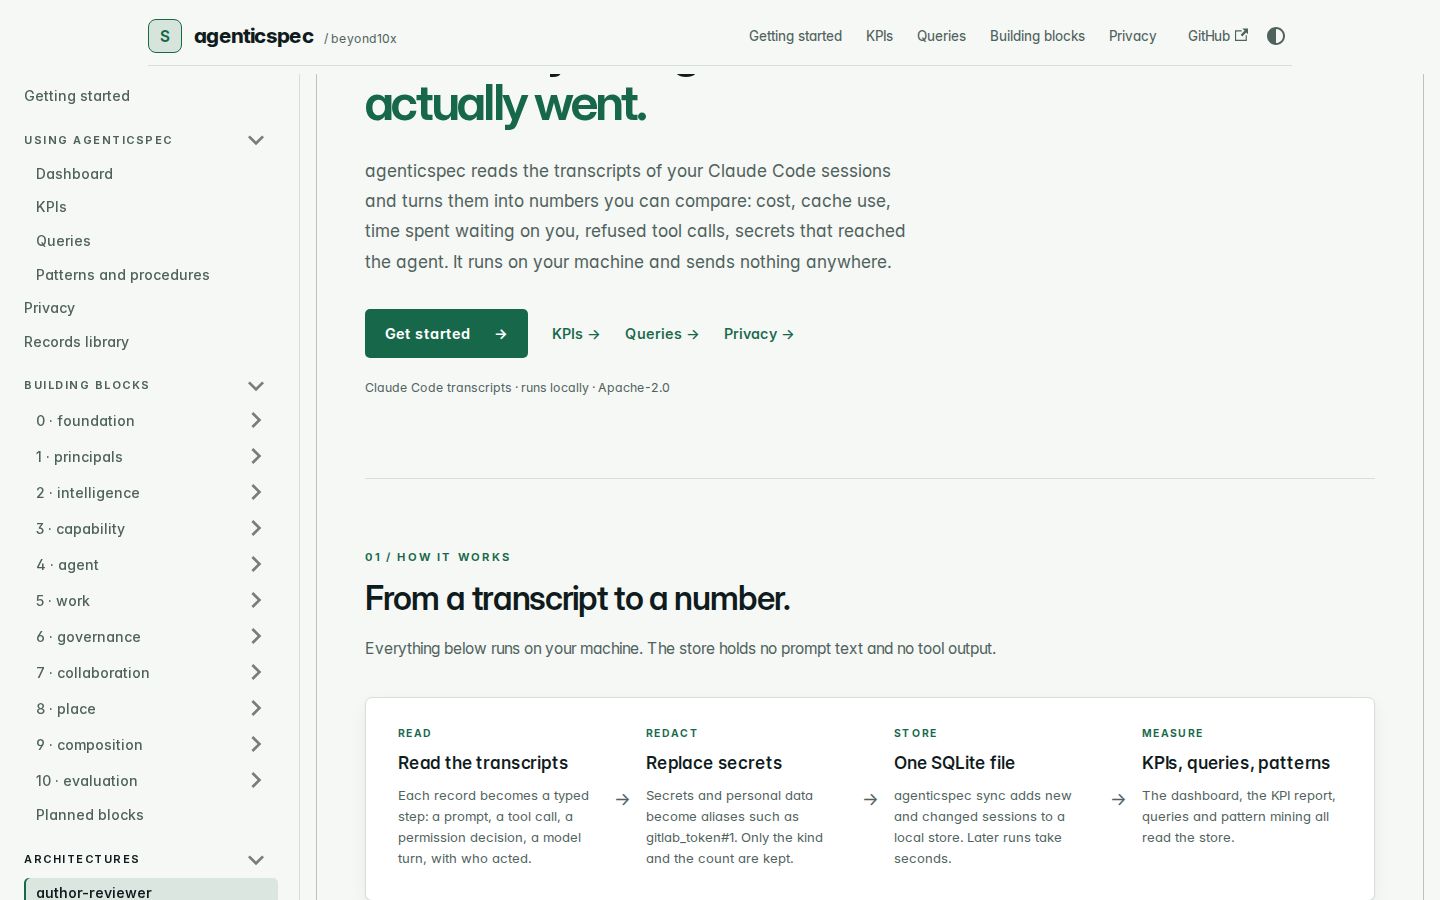 S
agenticspec / beyond10x
Getting started
KPIs
Queries
Building blocks
Privacy
GitHub
Getting started
USING AGENTICSPEC
Dashboard
KPIs
Queries
Patterns and procedures
Privacy
Records library
BUILDING BLOCKS
0 · foundation
1 · principals
2 · intelligence
3 · capability
4 · agent
5 · work
6 · governance
7 · collaboration
8 · place
9 · composition
10 · evaluation
Planned blocks
ARCHITECTURES
author-reviewer
actually went.
agenticspec reads the transcripts of your Claude Code sessions
and turns them into numbers you can compare: cost, cache use,
time spent waiting on you, refused tool calls, secrets that reached
the agent. It runs on your machine and sends nothing anywhere.
Get started →
KPIs →
Queries →
Privacy →
Claude Code transcripts · runs locally · Apache-2.0
01 / HOW IT WORKS
From a transcript to a number.
Everything below runs on your machine. The store holds no prompt text and no tool output.
READ
Read the transcripts
Each record becomes a typed
step: a prompt, a tool call, a
permission decision, a model
turn, with who acted.
→
REDACT
Replace secrets
Secrets and personal data
become aliases such as
gitlab_token#1. Only the kind
and the count are kept.
→
STORE
One SQLite file
agenticspec sync adds new
and changed sessions to a
local store. Later runs take
seconds.
→
MEASURE
KPIs, queries, patterns
The dashboard, the KPI report,
queries and pattern mining all
read the store.